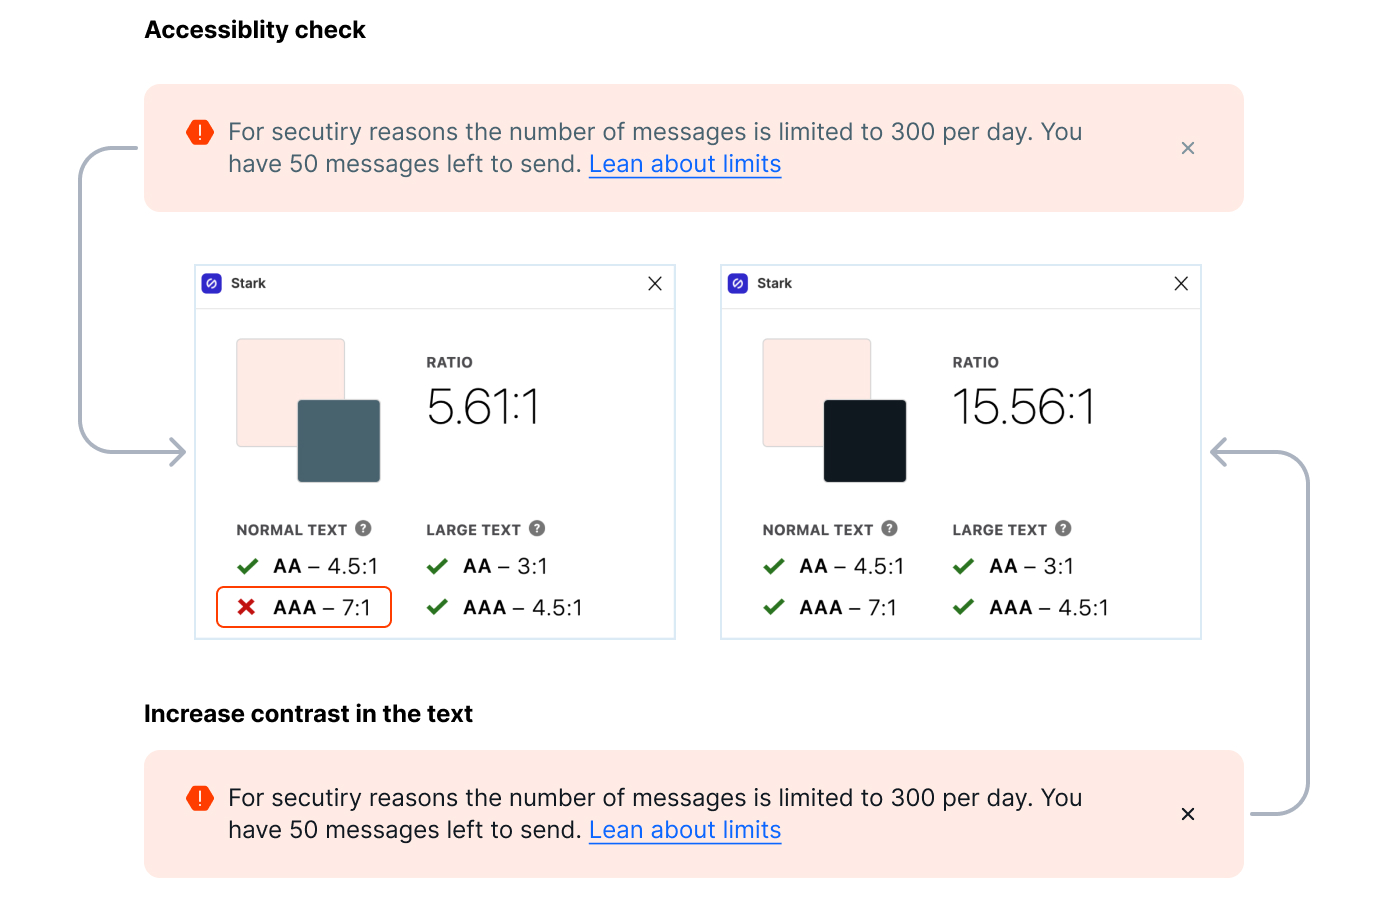 Accessiblity check
For secutiry reasons the number of messages is limited to 300 per day. You
have 50 messages left to send. Lean about limits
Stark
RATIO
5.61:1
NORMAL TEXT ?
LARGE TEXT ?
AA – 4.5:1
AA – 3:1
AAA – 7:1
AAA – 4.5:1
Stark
RATIO
15.56:1
NORMAL TEXT ?
LARGE TEXT ?
AA – 4.5:1
AA – 3:1
AAA – 7:1
AAA – 4.5:1
Increase contrast in the text
For secutiry reasons the number of messages is limited to 300 per day. You
have 50 messages left to send. Lean about limits